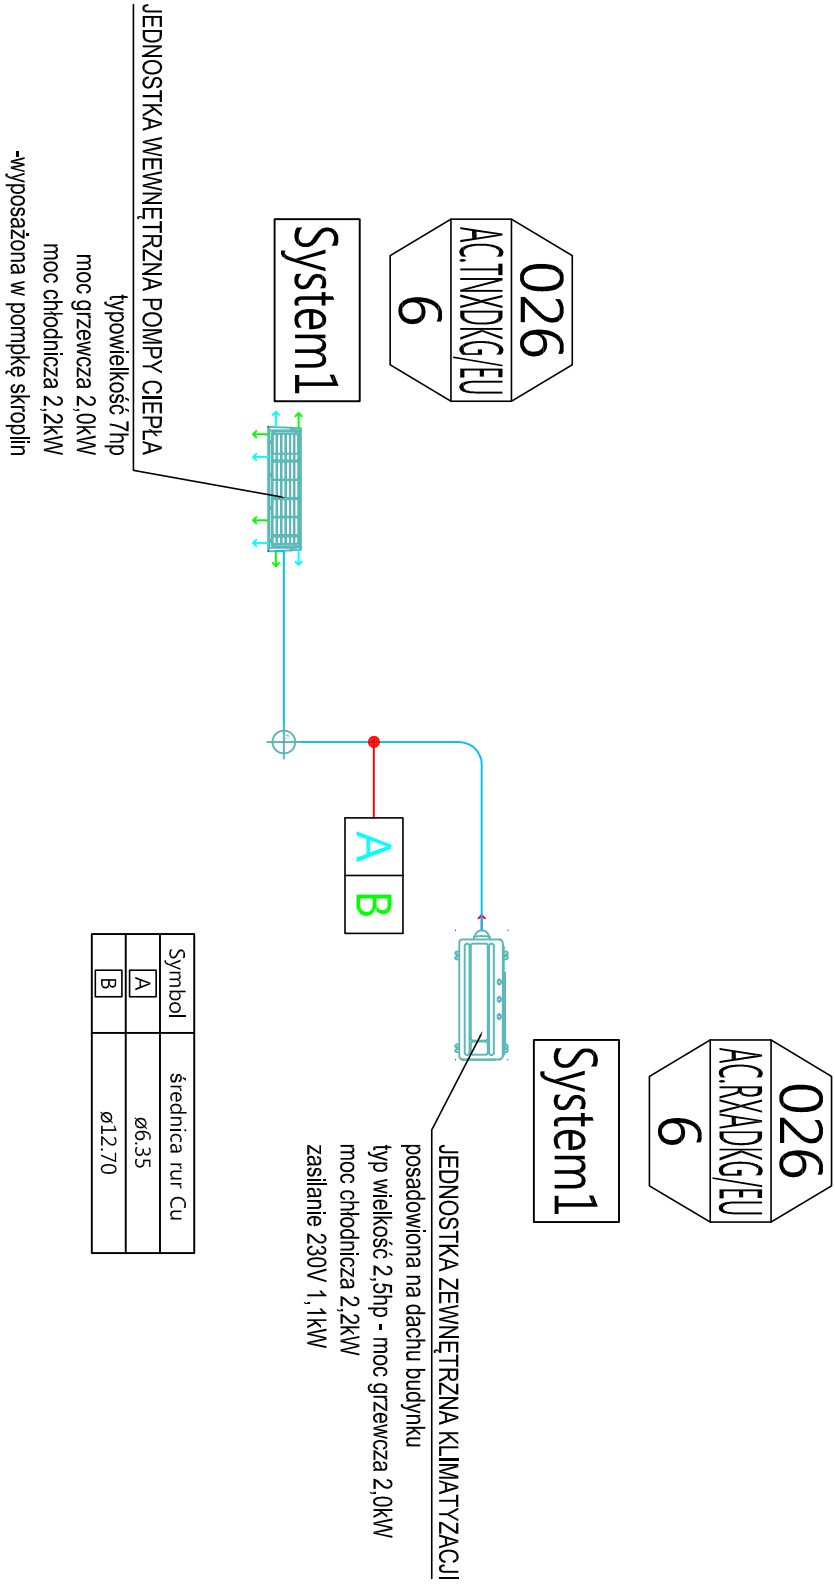 026
AC.TNXDKG/EU
6
System1
JEDNOSTKA WEWNĘTRZNA POMPY CIEPŁA
typowielkość 7hp
moc grzewcza 2,0kW
moc chłodnicza 2,2kW
-wyposażona w pompkę skroplin
A B
026
AC.RXADKG/EU
6
System1
JEDNOSTKA ZEWNĘTRZNA KLIMATYZACJI
posadowiona na dachu budynku
typ wielkość 2,5hp - moc grzewcza 2,0kW
moc chłodnicza 2,2kW
zasilanie 230V 1,1kW
Symbol średnica rur Cu
A ø6.35
B ø12.70